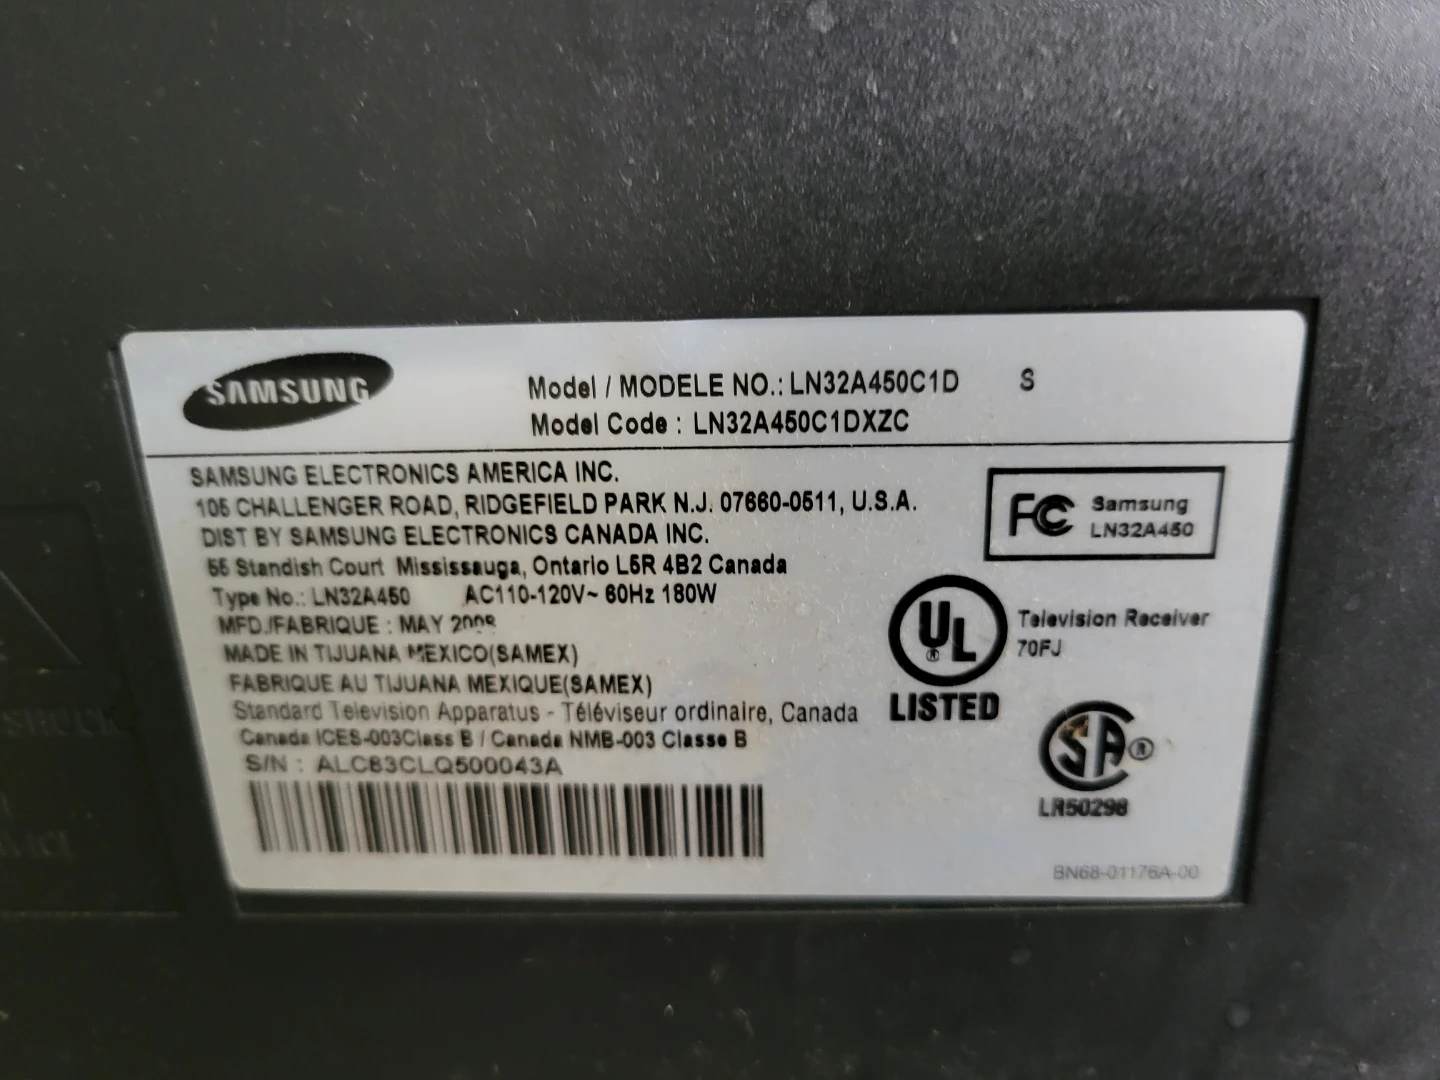 SAMSUNG
Model / MODELE NO.: LN32A450C1D S
Model Code : LN32A450C1DXZC
SAMSUNG ELECTRONICS AMERICA INC.
105 CHALLENGER ROAD, RIDGEFIELD PARK N.J. 07660-0511, U.S.A.
DIST BY SAMSUNG ELECTRONICS CANADA INC.
55 Standish Court Mississauga, Ontario L5R 4B2 Canada
Type No.: LN32A450 AC110-120V~ 60Hz 180W
MFD./FABRIQUE : MAY 2008
MADE IN TIJUANA MEXICO(SAMEX)
FABRIQUE AU TIJUANA MEXIQUE(SAMEX)
Standard Television Apparatus - Téléviseur ordinaire, Canada
Canada ICES-003Class B / Canada NMB-003 Classe B
S/N : ALC83CLQ500043A
FC Samsung
LN32A450
UL ® Television Receiver
70FJ
LISTED
SA ®
LR50298
BN68-01176A-00